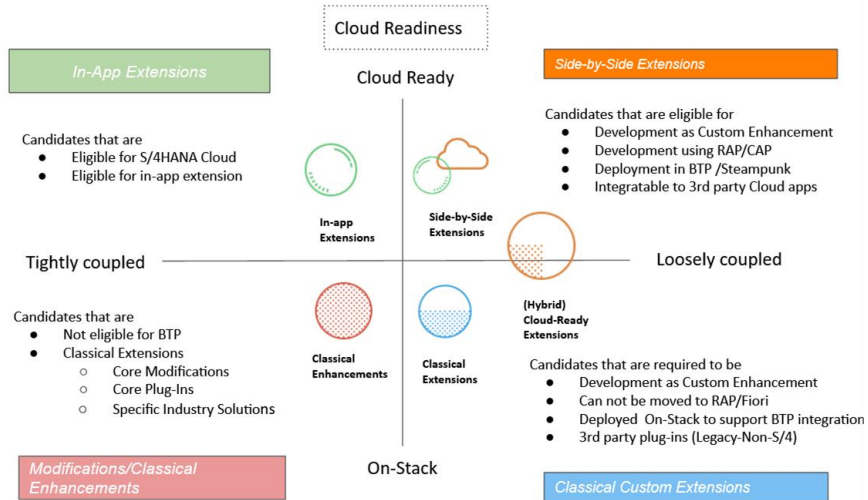 Cloud Readiness
In-App Extensions
Cloud Ready
Side-by-Side Extensions
Candidates that are
● Eligible for S/4HANA Cloud
● Eligible for in-app extension
Candidates that are eligible for
● Development as Custom Enhancement
● Development using RAP/CAP
● Deployment in BTP /Steampunk
● Integratable to 3rd party Cloud apps
In-app
Extensions
Side-by-Side
Extensions
Tightly coupled
Loosely coupled
Candidates that are
● Not eligible for BTP
● Classical Extensions
○ Core Modifications
○ Core Plug-Ins
○ Specific Industry Solutions
Classical
Enhancements
Classical
Extensions
(Hybrid)
Cloud-Ready
Extensions
Candidates that are required to be
● Development as Custom Enhancement
● Can not be moved to RAP/Fiori
● Deployed On-Stack to support BTP integration
● 3rd party plug-ins (Legacy-Non-S/4)
Modifications/Classical
Enhancements
On-Stack
Classical Custom Extensions